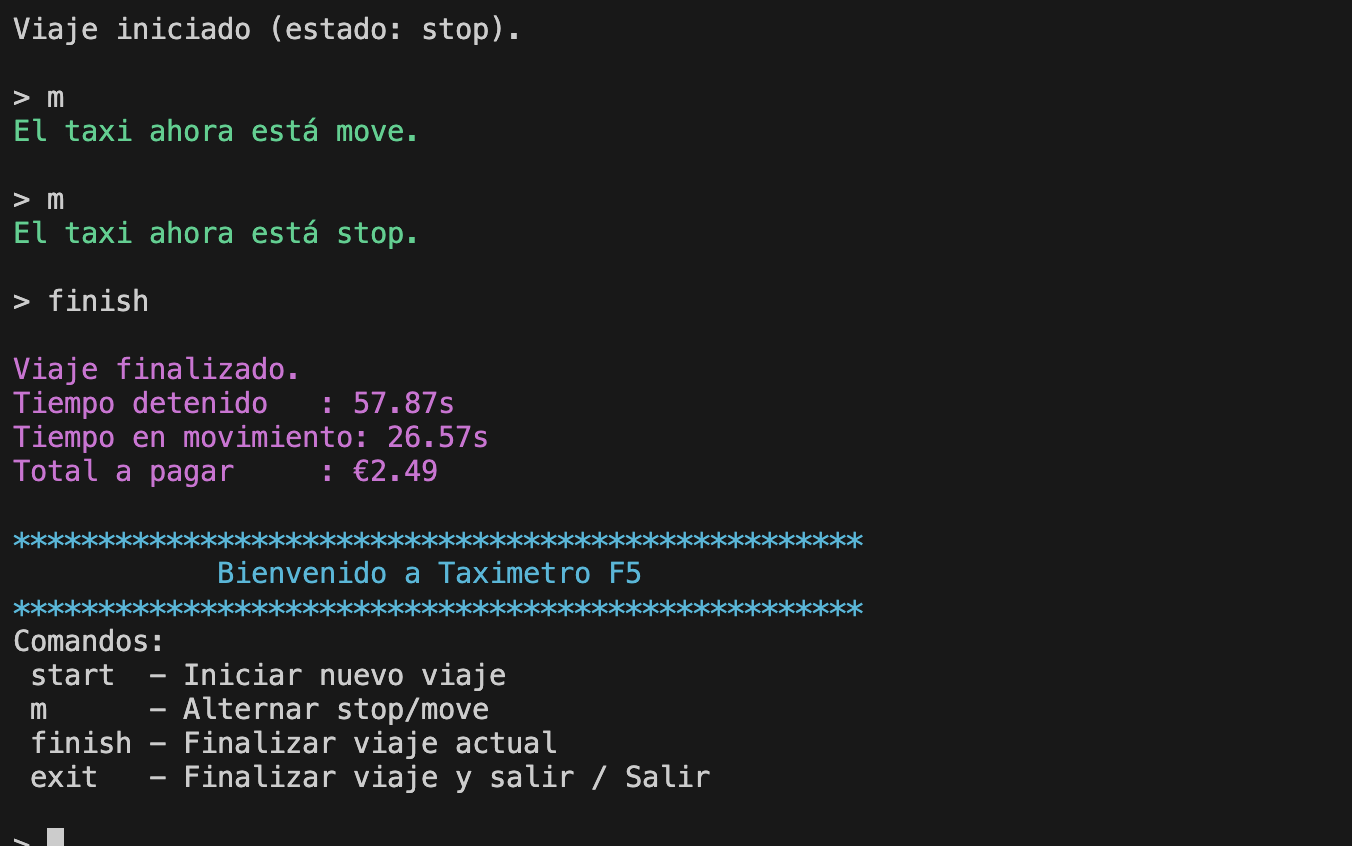 Viaje iniciado (estado: stop).
> m
El taxi ahora está move.
> m
El taxi ahora está stop.
> finish
Viaje finalizado.
Tiempo detenido   : 57.87s
Tiempo en movimiento: 26.57s
Total a pagar     : €2.49
**************************************************
            Bienvenido a Taximetro F5
**************************************************
Comandos:
 start  – Iniciar nuevo viaje
 m      – Alternar stop/move
 finish – Finalizar viaje actual
 exit   – Finalizar viaje y salir / Salir
>